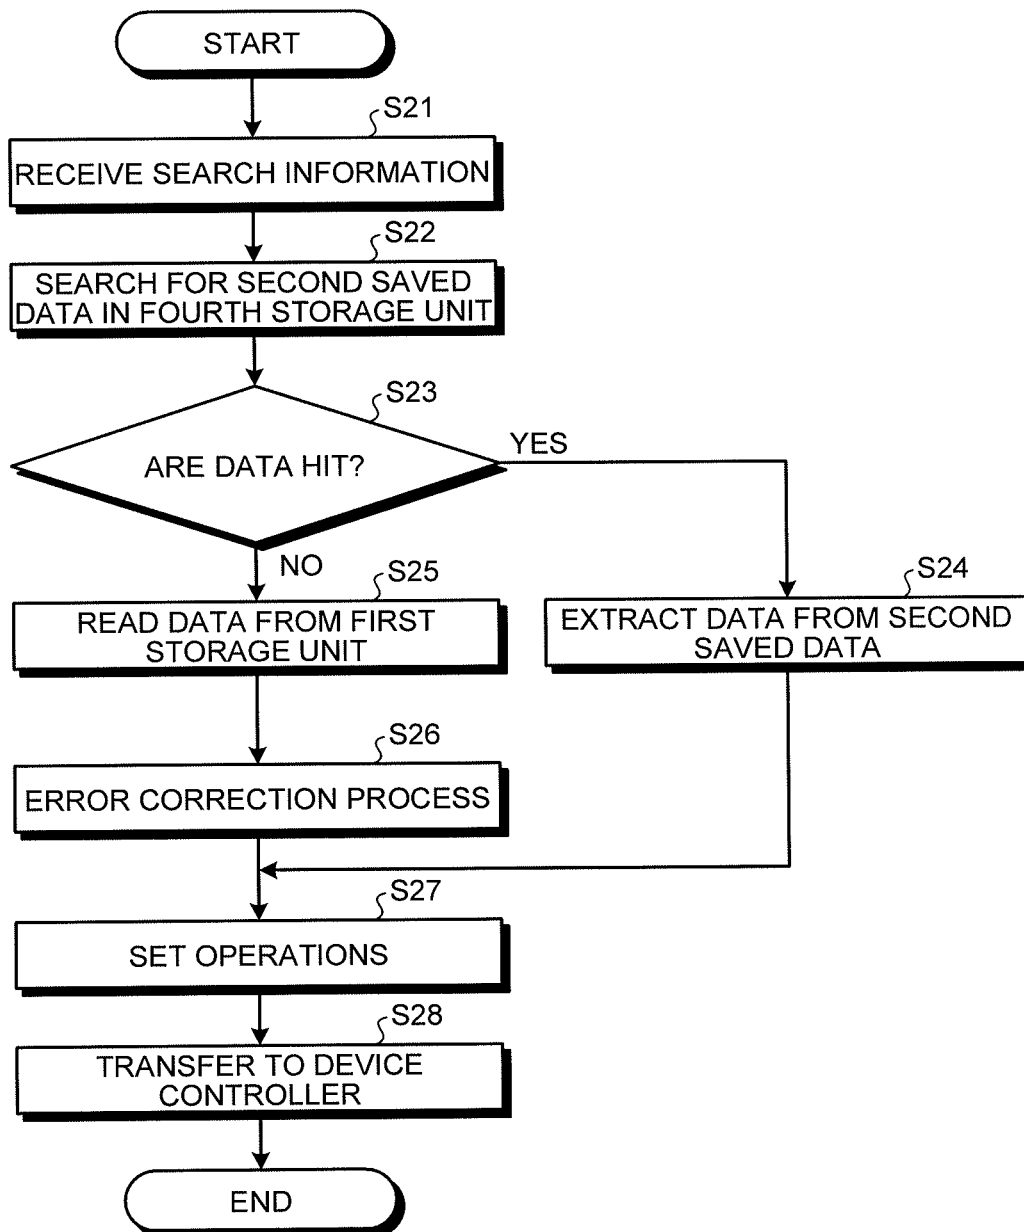 START
S21
RECEIVE SEARCH INFORMATION
S22
SEARCH FOR SECOND SAVED
DATA IN FOURTH STORAGE UNIT
S23
ARE DATA HIT?
YES
NO
S25
READ DATA FROM FIRST
STORAGE UNIT
S24
EXTRACT DATA FROM SECOND
SAVED DATA
S26
ERROR CORRECTION PROCESS
S27
SET OPERATIONS
S28
TRANSFER TO DEVICE
CONTROLLER
END